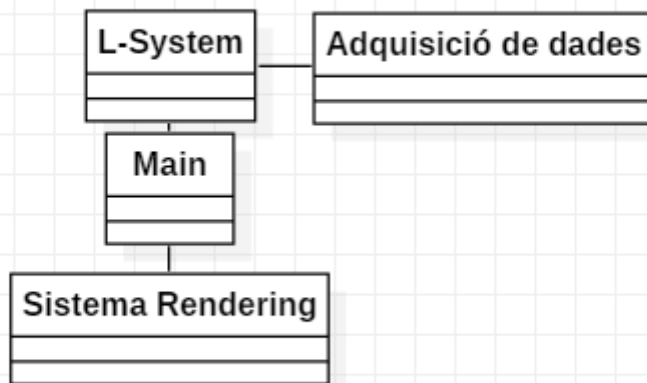 L-System
Adquisició de dades
Main
Sistema Rendering